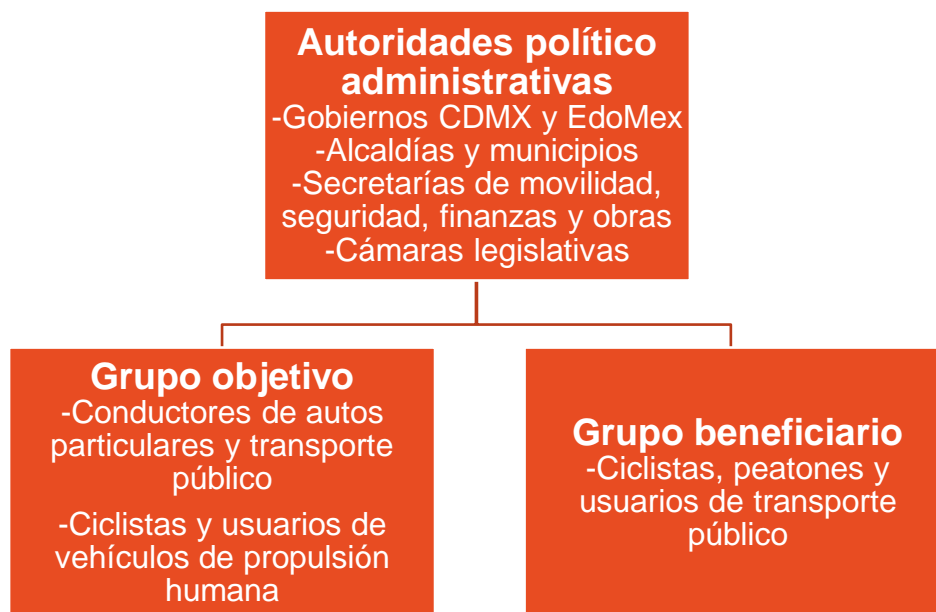 Autoridades político
administrativas
-Gobiernos CDMX y EdoMex
-Alcaldías y municipios
-Secretarías de movilidad,
seguridad, finanzas y obras
-Cámaras legislativas
Grupo objetivo
-Conductores de autos
particulares y transporte
público
-Ciclistas y usuarios de
vehículos de propulsión
humana
Grupo beneficiario
-Ciclistas, peatones y
usuarios de transporte
público